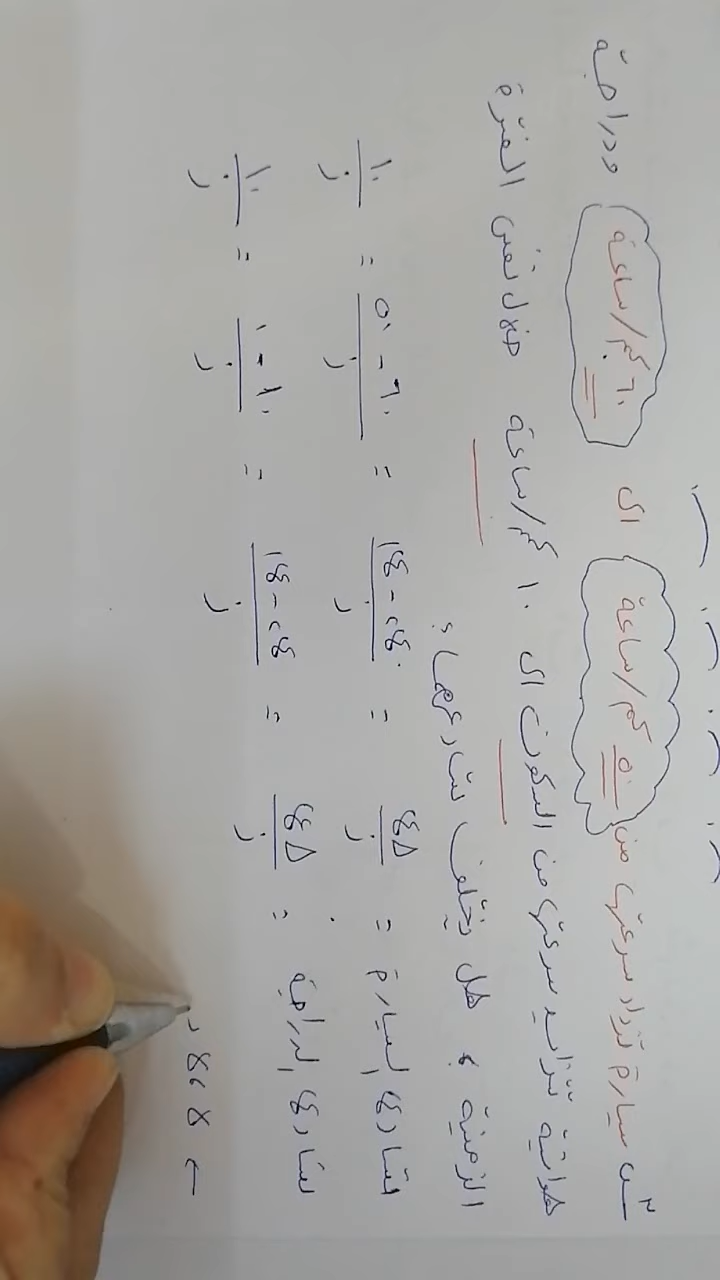 س٣ سيارة تزداد سرعتها من ٥٠ كم/ساعة الى ٦٠ كم/ساعة ودراجة
هوائية تتزايد سرعتها من السكون الى ١٠ كم/ساعة خلال نفس الفترة
الزمنية ؟ هل يختلف تسارعهما ؟
تسارع السيارة = Δع / ز = ع٢ - ع١ / ز = ٦٠ - ٥٠ / ز = ١٠ / ز
تسارع الدراجة = Δع / ز = ع٢ - ع١ / ز = ١٠ - ٠ / ز = ١٠ / ز